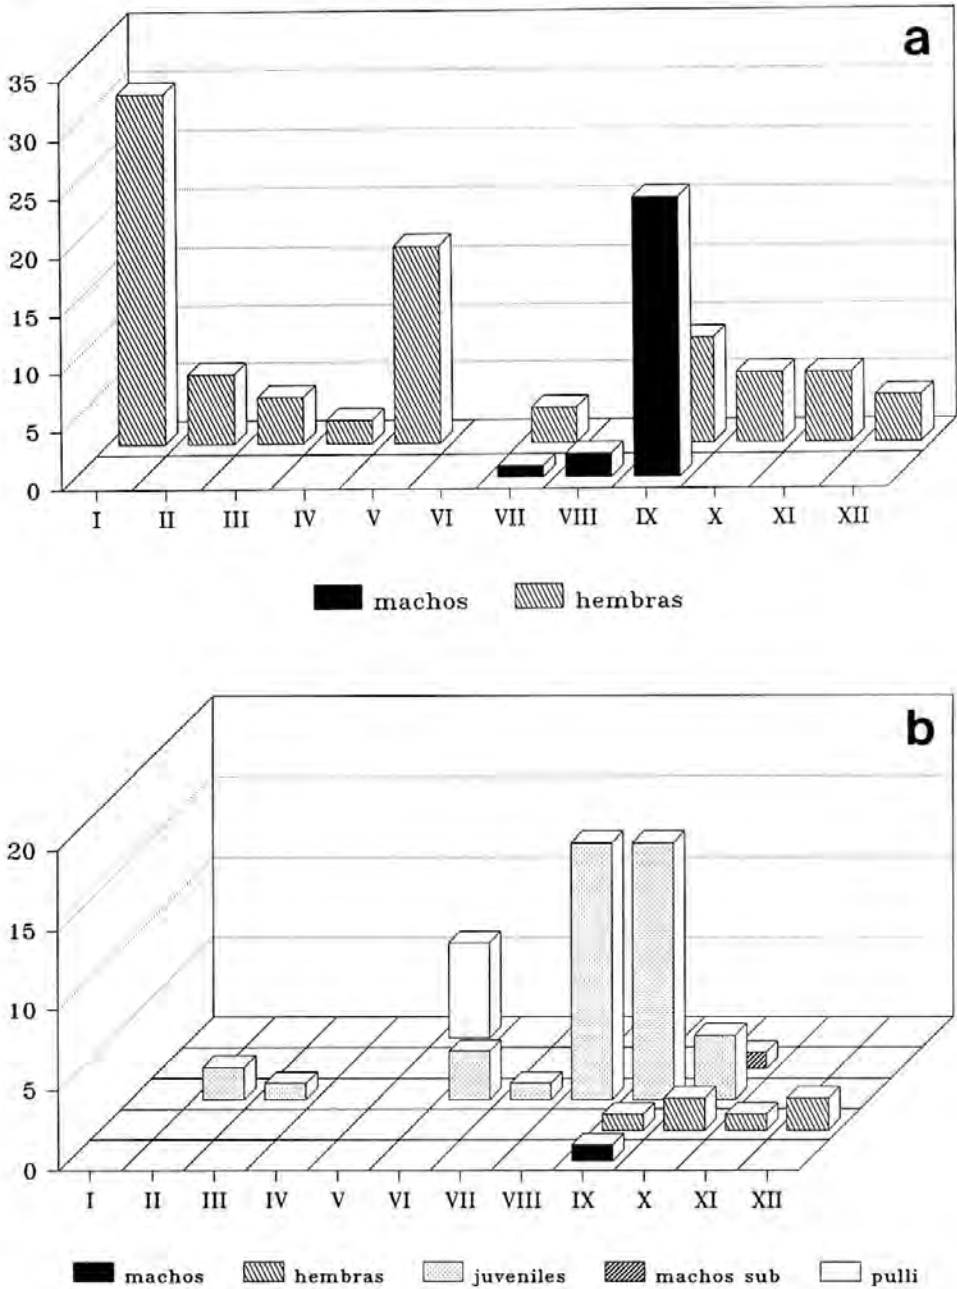 a
35
30
25
20
15
10
5
0
I II III IV V VI VII VIII IX X XI XII
machos hembras
b
20
15
10
5
0
I II III IV V VI VII VIII IX X XI XII
machos hembras juveniles machos sub pulli